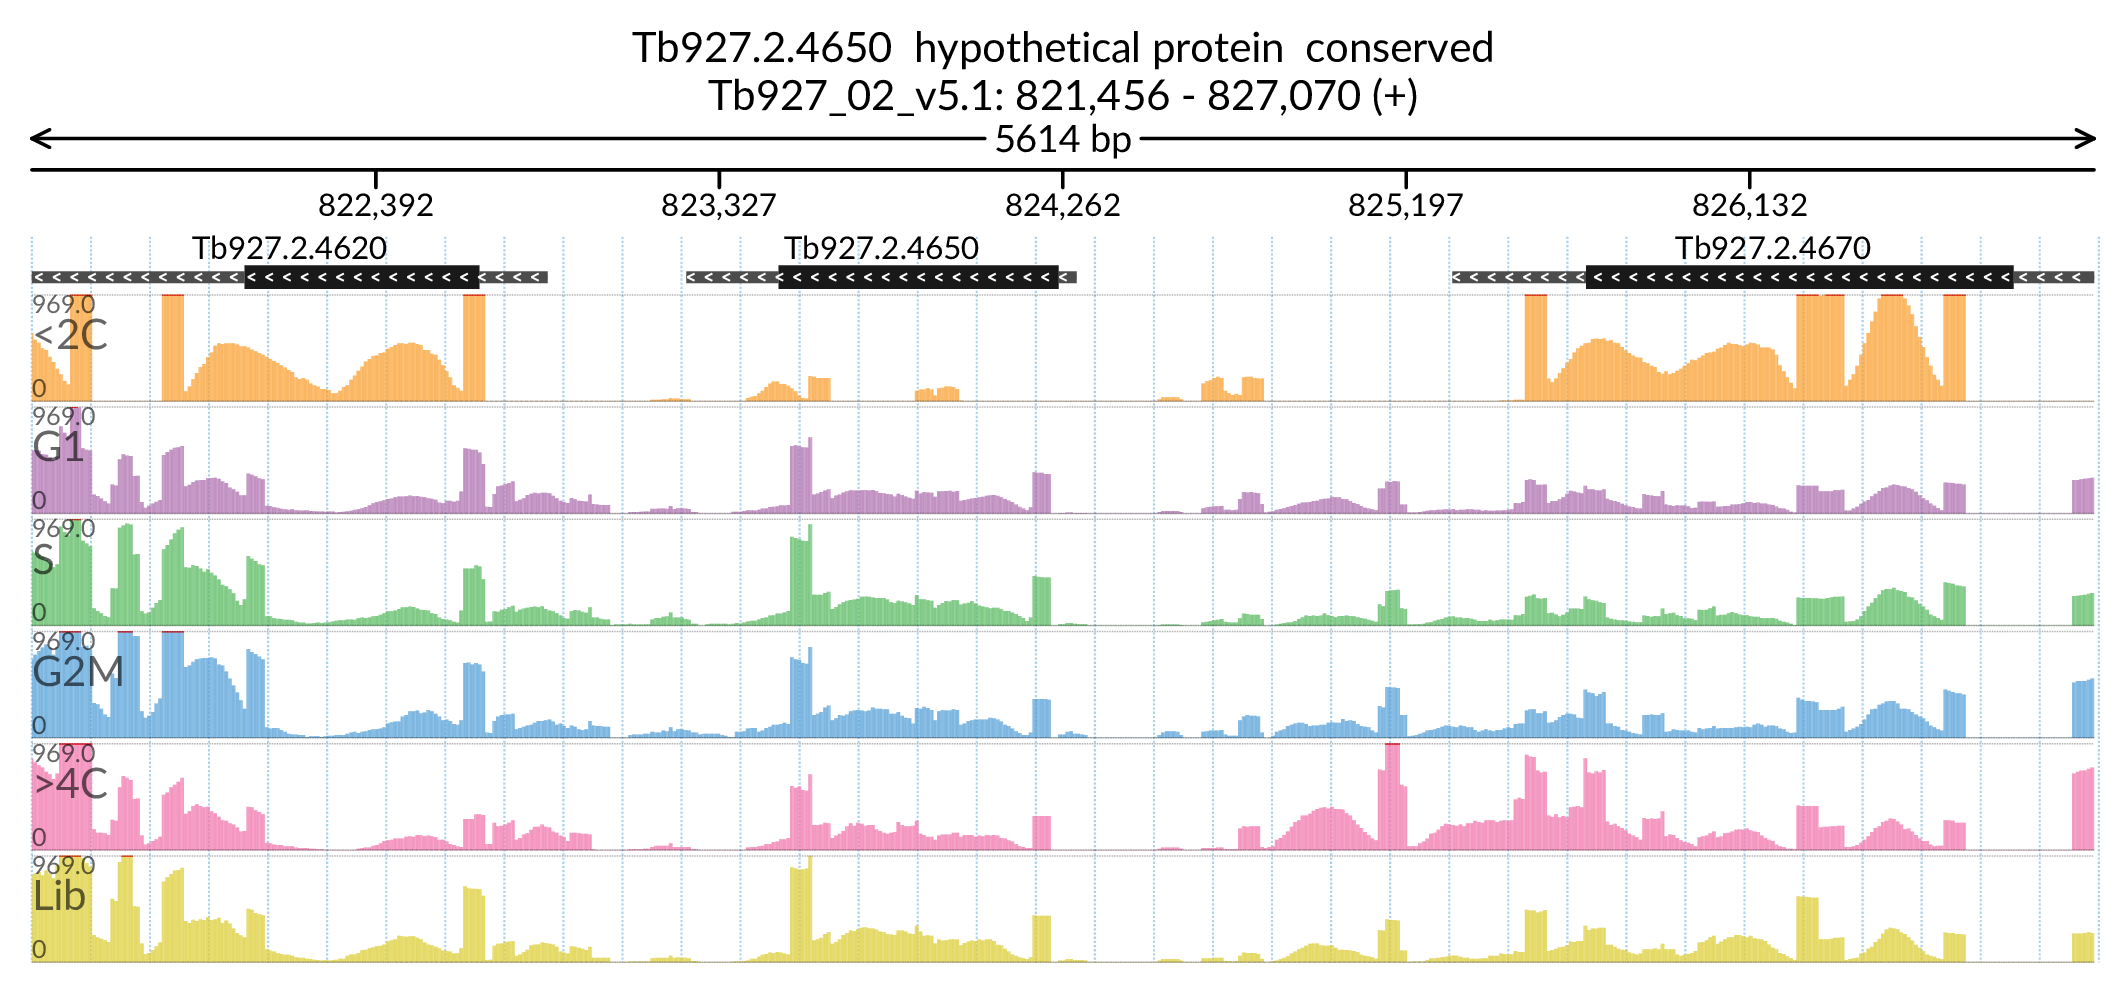 Tb927.2.4650 hypothetical protein conserved
Tb927_02_v5.1: 821,456 - 827,070 (+)
5614 bp
822,392 823,327 824,262 825,197 826,132
Tb927.2.4620 Tb927.2.4650 Tb927.2.4670
969.0
<2C
0
969.0
G1
0
969.0
S
0
969.0
G2M
0
969.0
>4C
0
969.0
Lib
0